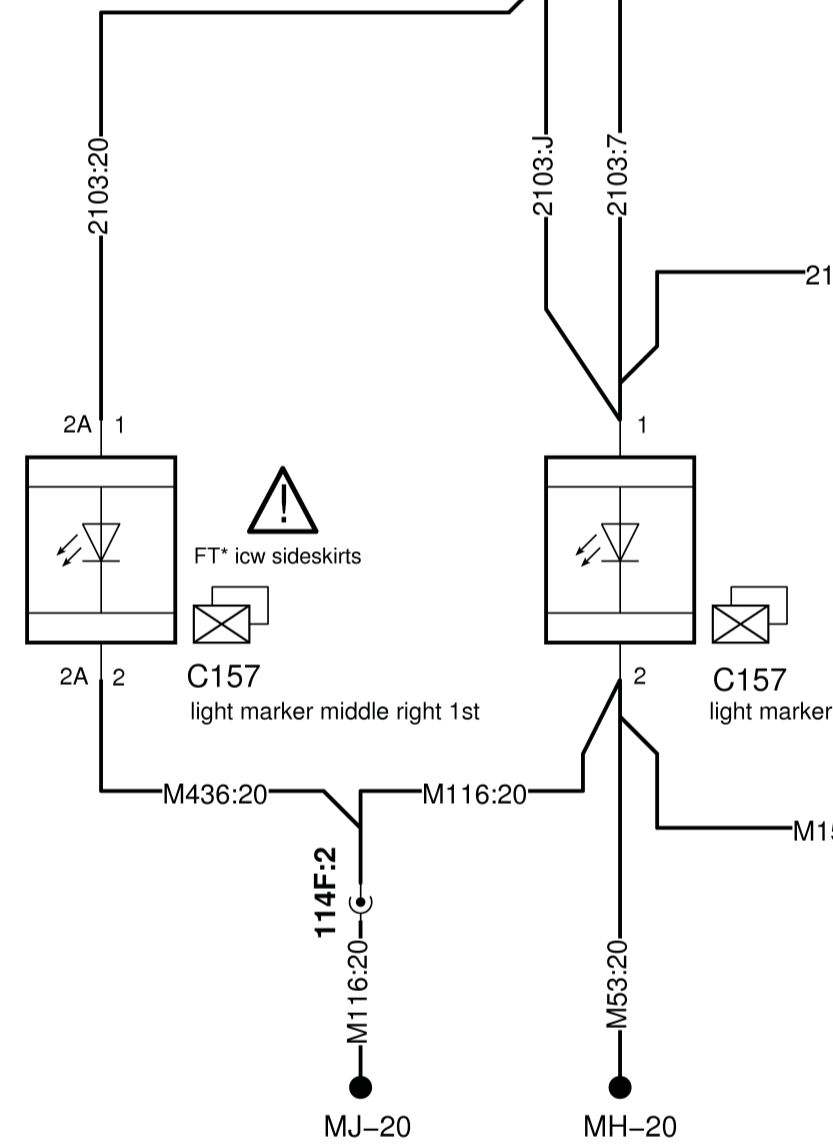 2103:20
2103:J
2103:7
21
2A 1
1
!
FT* icw sideskirts
2A 2
C157
light marker middle right 1st
2
C157
light marker
M436:20
M116:20
M15
114F:2
M116:20
M53:20
MJ–20
MH–20